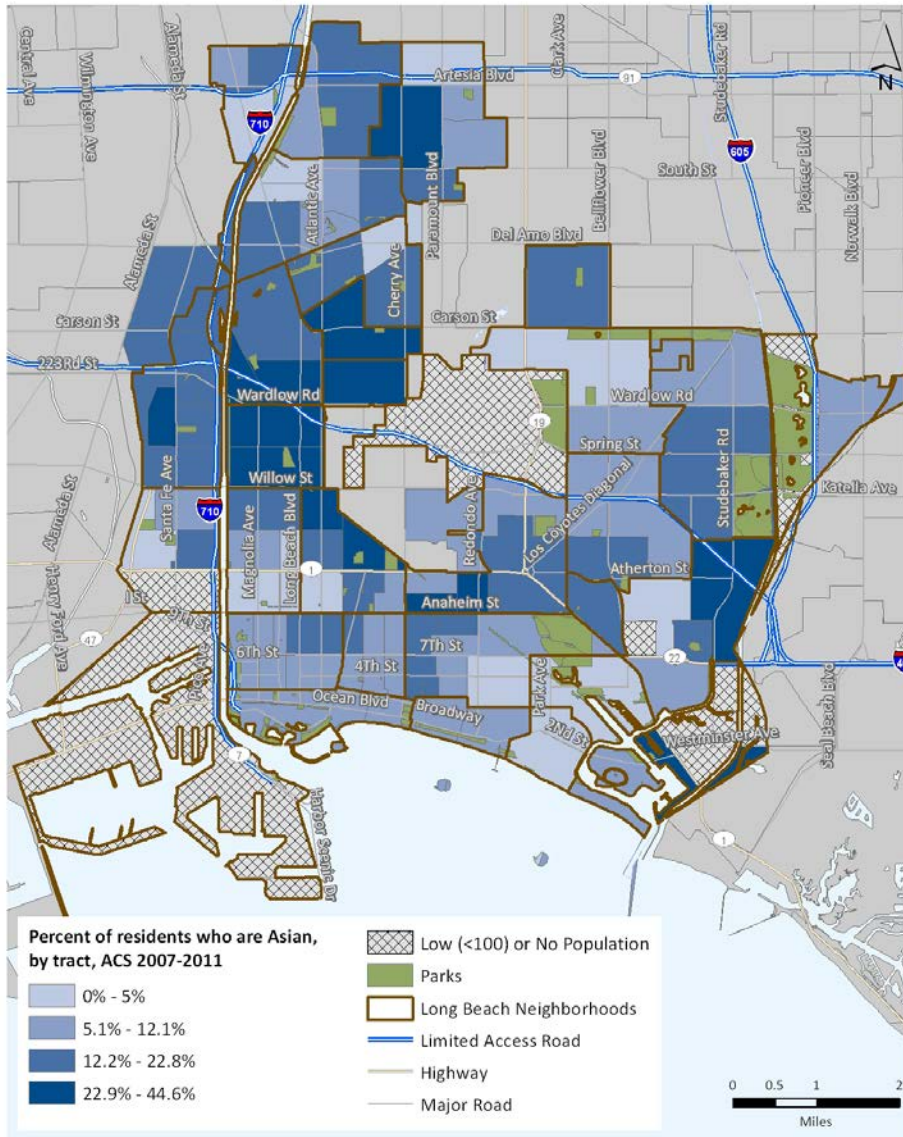 Central Ave
Wilmington Ave
Alameda St
Clark Ave
Studebaker Rd
Artesia Blvd
91
N
710
605
Bellflower Blvd
South St
Pioneer Blvd
Norwalk Blvd
Atlantic Ave
Paramount Blvd
Alameda St
Del Amo Blvd
Cherry Ave
Carson St
Carson St
223Rd St
Wardlow Rd
Wardlow Rd
19
Spring St
Studebaker Rd
Willow St
Katella Ave
Santa Fe Ave
Los Coyotes Diagonal
Redondo Ave
710
Alameda St
Magnolia Ave
Long Beach Blvd
1
Atherton St
Anaheim St
I St
Henry Ford Ave
9Th St
47
6Th St
7Th St
4Th St
22
Pico Ave
Park Ave
Ocean Blvd
Broadway
2Nd St
Westminster Ave
Seal Beach Blvd
7
Harbor Scenic Dr
1
Percent of residents who are Asian,
by tract, ACS 2007-2011
0% - 5%
5.1% - 12.1%
12.2% - 22.8%
22.9% - 44.6%
Low (<100) or No Population
Parks
Long Beach Neighborhoods
Limited Access Road
Highway
Major Road
0 0.5 1 2
Miles